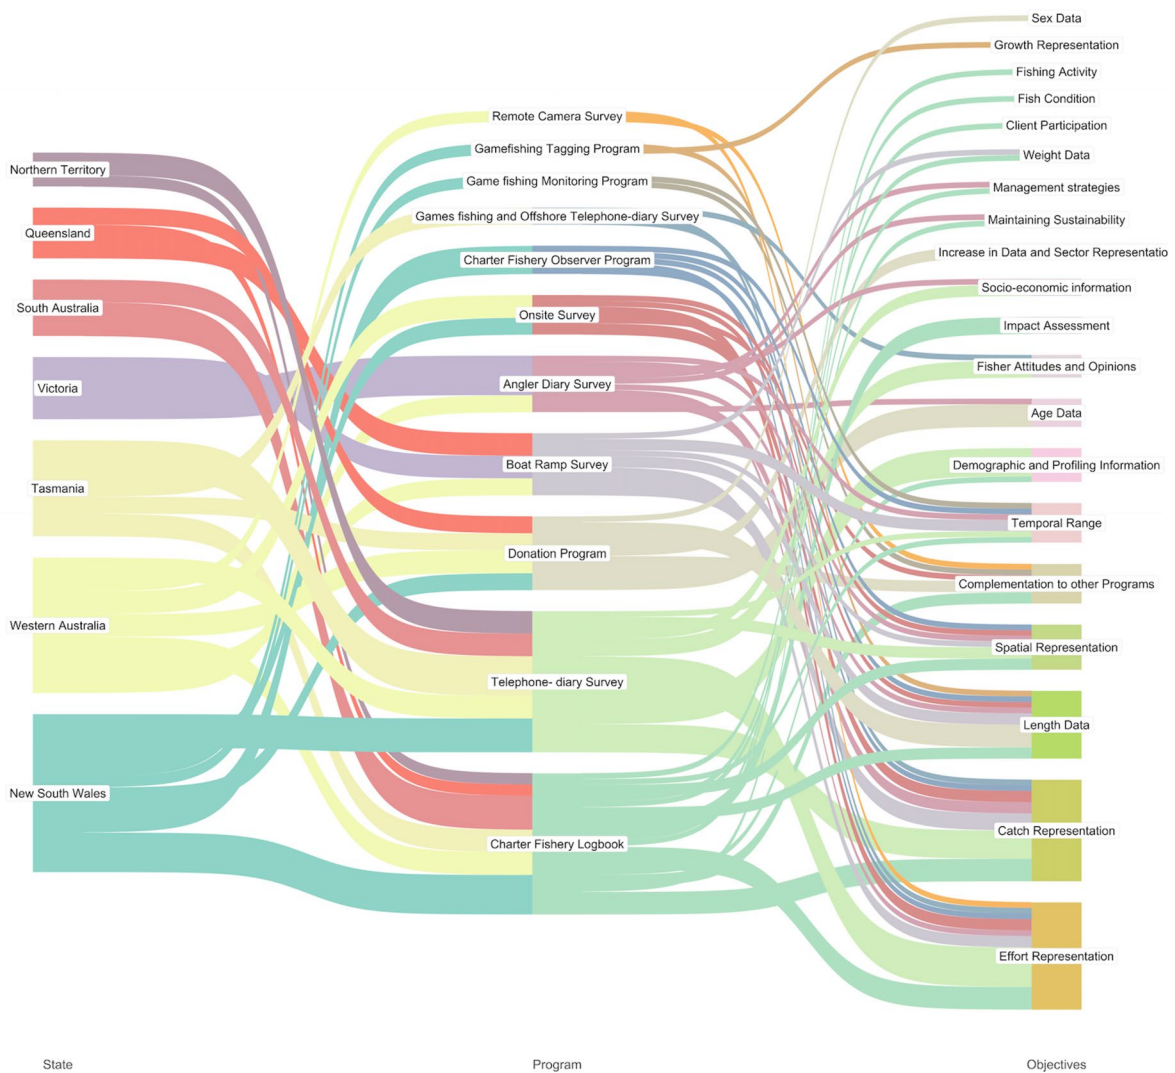 Northern Territory
Queensland
South Australia
Victoria
Tasmania
Western Australia
New South Wales
Remote Camera Survey
Gamefishing Tagging Program
Game fishing Monitoring Program
Games fishing and Offshore Telephone-diary Survey
Charter Fishery Observer Program
Onsite Survey
Angler Diary Survey
Boat Ramp Survey
Donation Program
Telephone- diary Survey
Charter Fishery Logbook
Sex Data
Growth Representation
Fishing Activity
Fish Condition
Client Participation
Weight Data
Management strategies
Maintaining Sustainability
Increase in Data and Sector Representatio
Socio-economic information
Impact Assessment
Fisher Attitudes and Opinions
Age Data
Demographic and Profiling Information
Temporal Range
Complementation to other Programs
Spatial Representation
Length Data
Catch Representation
Effort Representation
State
Program
Objectives